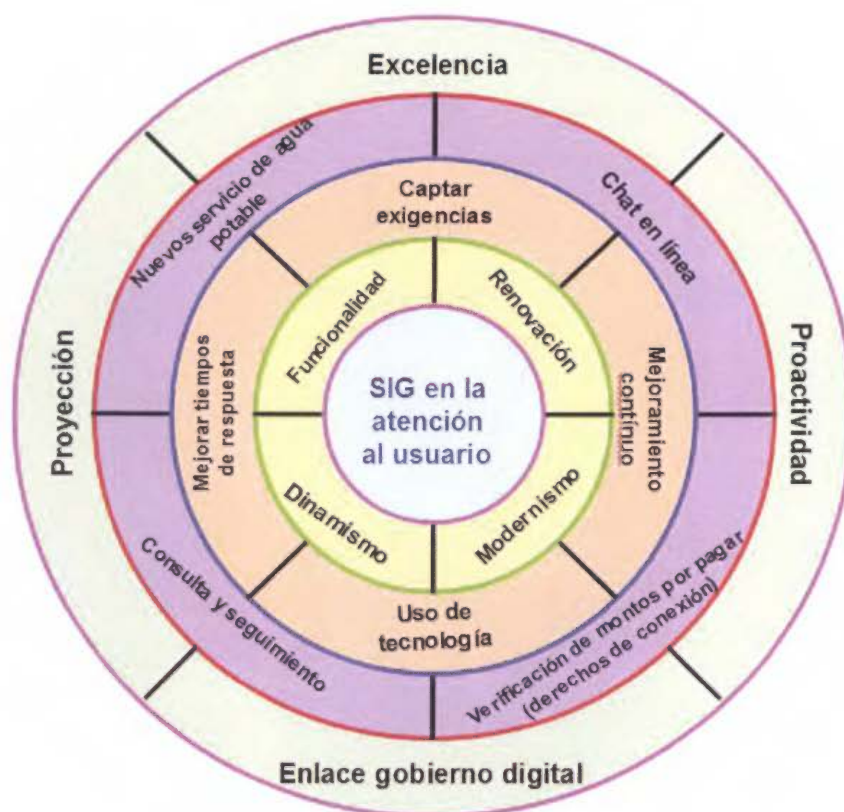 Excelencia
Nuevos servicio de agua
potable
Chat en línea
Captar
exigencias
Funcionalidad
Renovación
Proyección
Mejorar tiempos
de respuesta
SIG en la
atención
al usuario
Mejoramiento
contínuo
Proactividad
Dinamismo
Modernismo
Consulta y seguimiento
Uso de
tecnología
Verificación de montos por pagar
(derechos de conexión)
Enlace gobierno digital